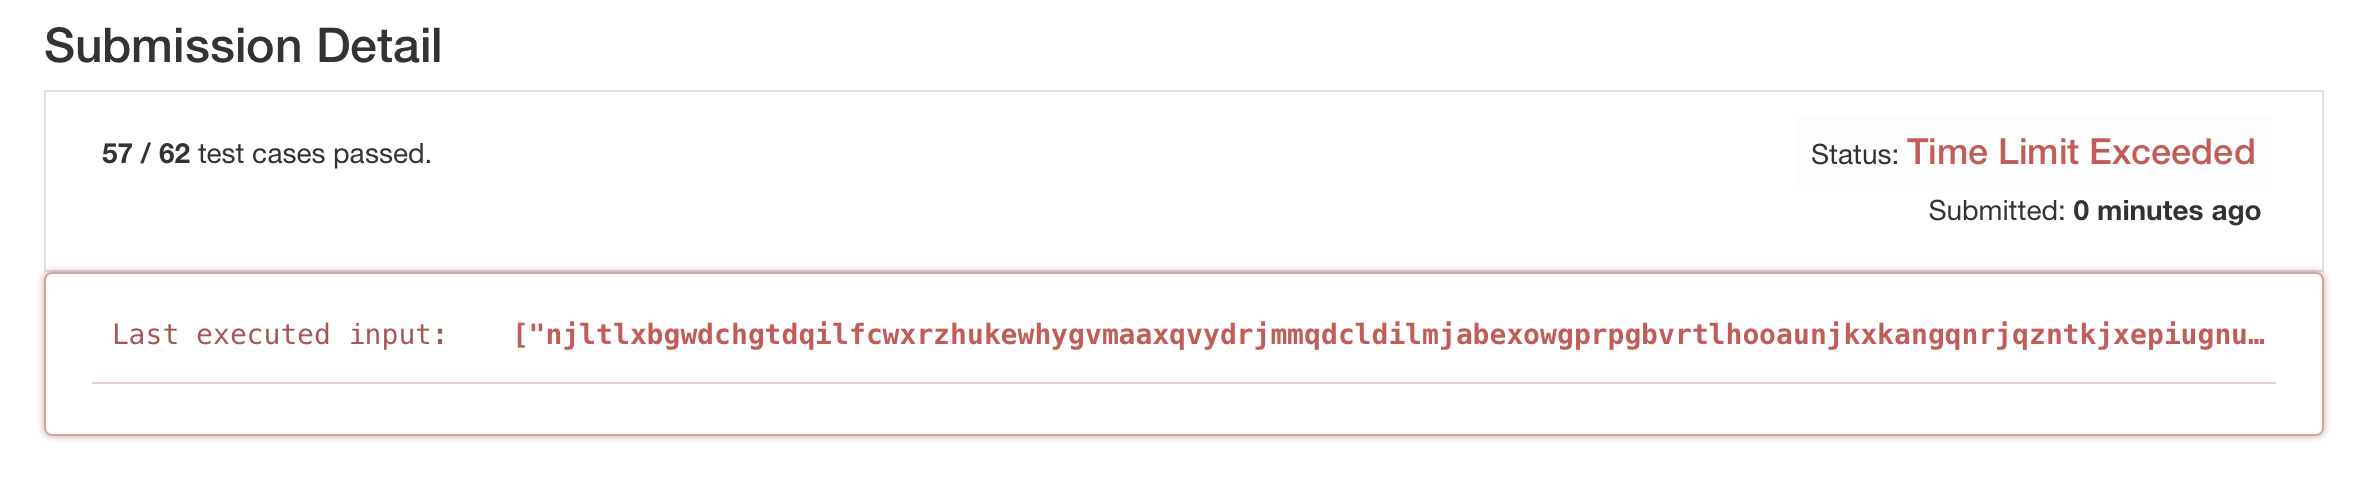 Submission Detail
57 / 62 test cases passed.
Status: Time Limit Exceeded
Submitted: 0 minutes ago
Last executed input: ["njltlxbgwdchgtdqilfcwxrzhukewhygvmaaxqvydrjmmqdcldilmjabexowgprpgbvrtlhooaunjkxkangqnrjqzntkjxepiugnu…